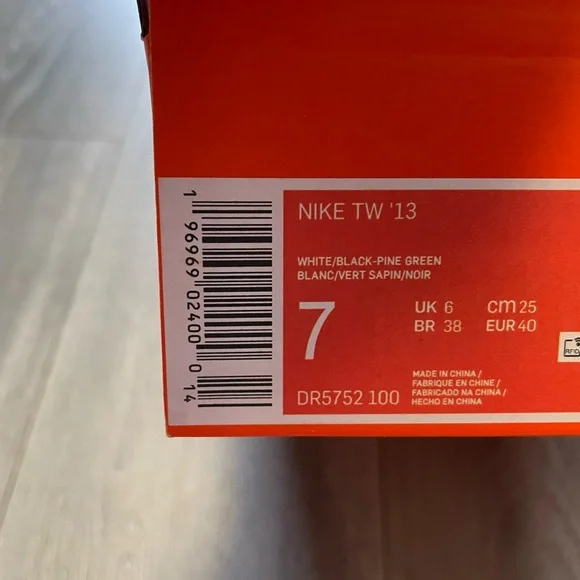 NIKE TW '13
WHITE/BLACK-PINE GREEN
BLANC/VERT SAPIN/NOIR
7
UK 6 cm 25
BR 38 EUR 40
DR5752 100
MADE IN CHINA /
FABRIQUE EN CHINE /
FABRICADO NA CHINA /
HECHO EN CHINA
1 96969 02400 014
RFID